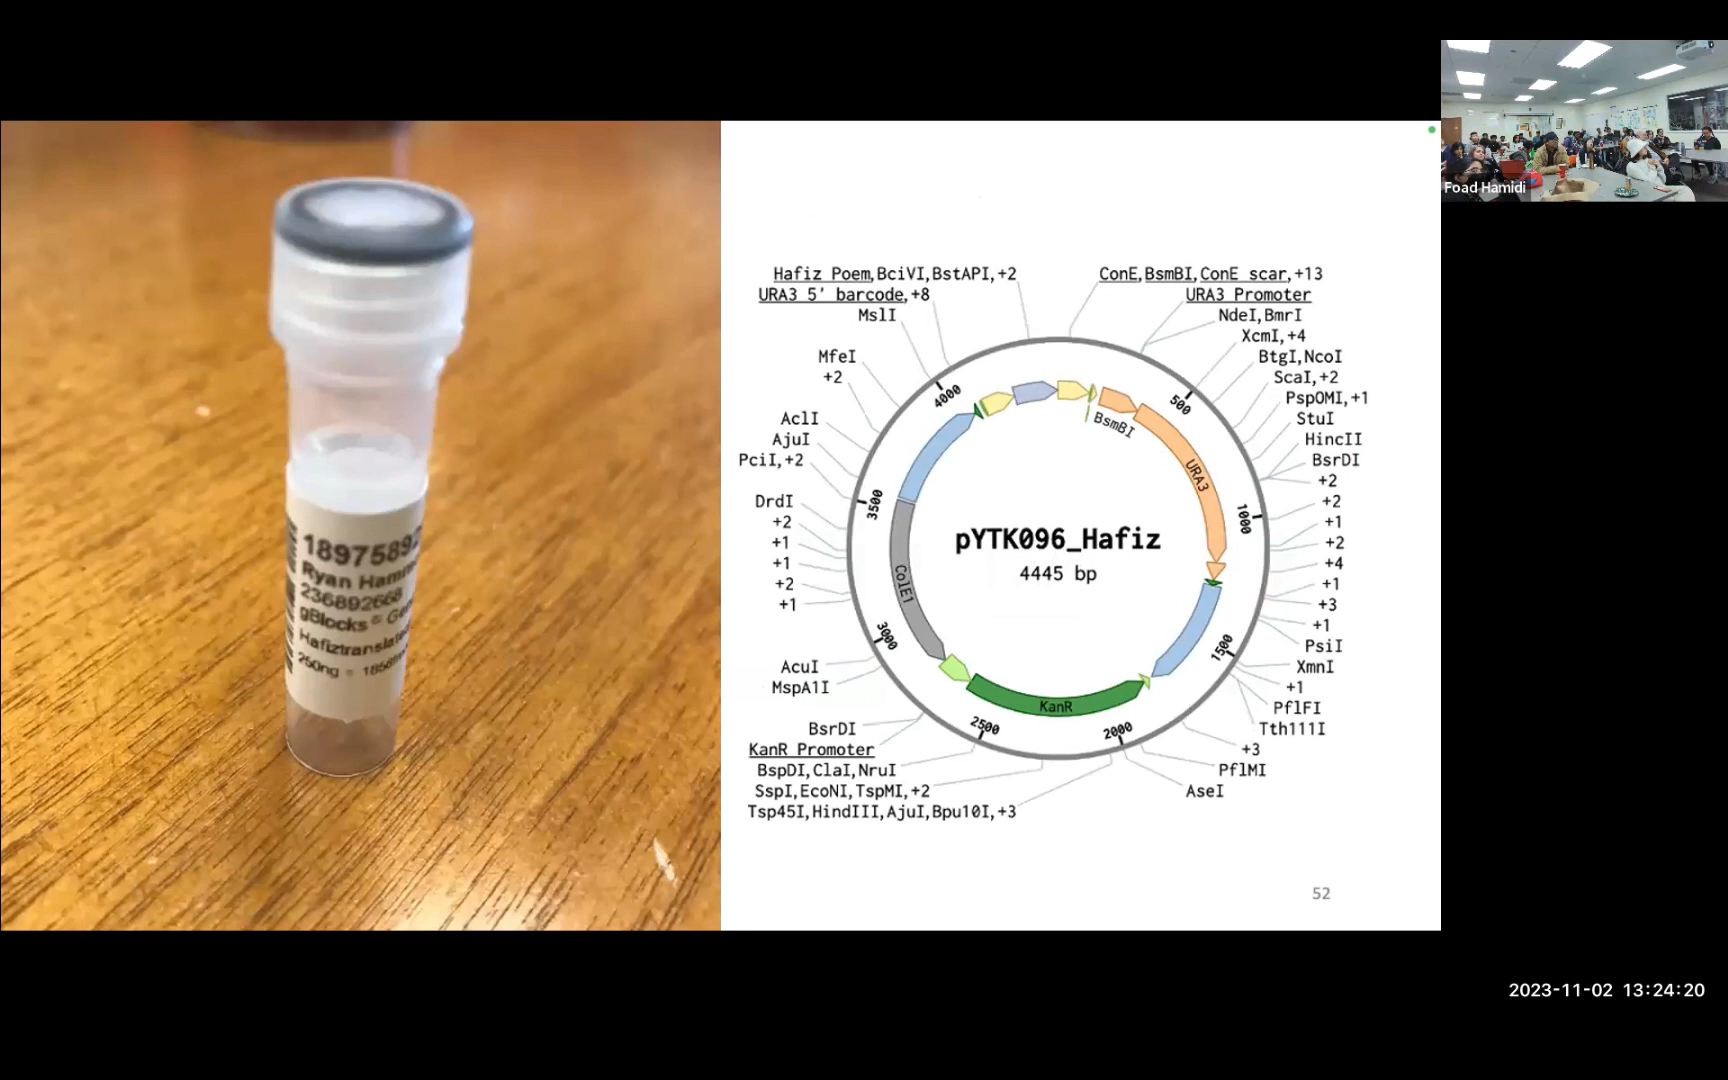 1897589
Ryan Hamm
236892668
gBlocks® Ge
Hafiztranslate
250ng =
Hafiz Poem,BciVI,BstAPI, +2
URA3 5' barcode, +8
MslI
MfeI
+2
AclI
AjuI
PciI, +2
DrdI
+2
+1
+1
+2
+1
AcuI
MspA1I
BsrDI
KanR Promoter
BspDI,ClaI,NruI
SspI,EcoNI,TspMI, +2
Tsp45I,HindIII,AjuI,Bpu10I, +3
ConE,BsmBI,ConE scar, +13
URA3 Promoter
NdeI,BmrI
XcmI, +4
BtgI,NcoI
ScaI, +2
PspOMI, +1
StuI
HincII
BsrDI
+2
+2
+1
+2
+4
+1
+3
+1
PsiI
XmnI
+1
PflFI
Tth111I
+3
PflMI
AseI
4000
500
BsmBI
URA3
3500
1000
pYTK096_Hafiz
4445 bp
ColE1
3000
1500
KanR
2500
2000
52
Foad Hamidi
2023-11-02 13:24:20